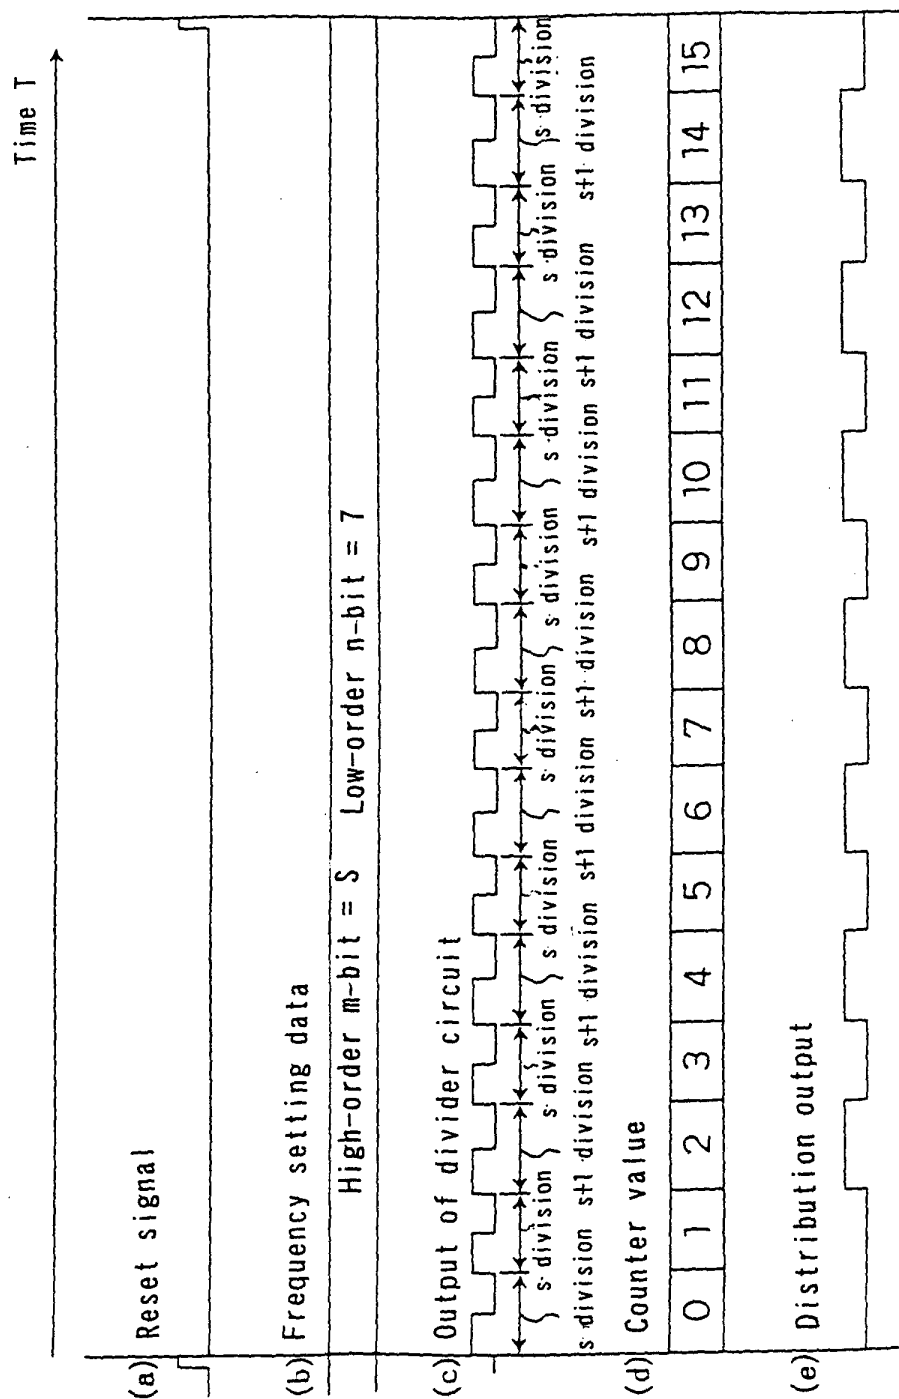 Time T
(a) Reset signal
(b) Frequency setting data
High-order m-bit = S Low-order n-bit = 7
(c) Output of divider circuit
s division s division s division s division s division s division s division s division
s division s+1 division s+1 division s+1 division s+1 division s+1 division s+1 division s+1 division
(d) Counter value
0 1 2 3 4 5 6 7 8 9 10 11 12 13 14 15
(e) Distribution output